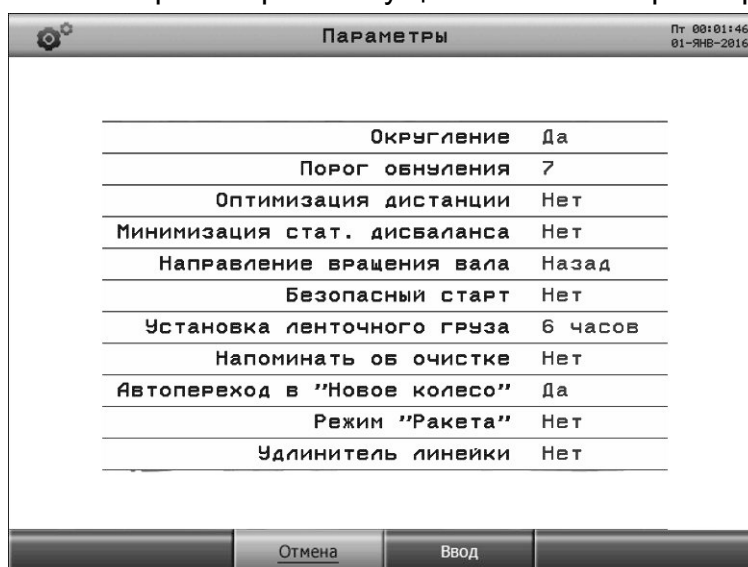 Параметры
Пт 00:01:46
01-ЯНВ-2016
Округление Да
Порог обнуления 7
Оптимизация дистанции Нет
Минимизация стат. дисбаланса Нет
Направление вращения вала Назад
Безопасный старт Нет
Установка ленточного груза 6 часов
Напоминать об очистке Нет
Автопереход в "Новое колесо" Да
Режим "Ракета" Нет
Удлинитель линейки Нет
Отмена Ввод